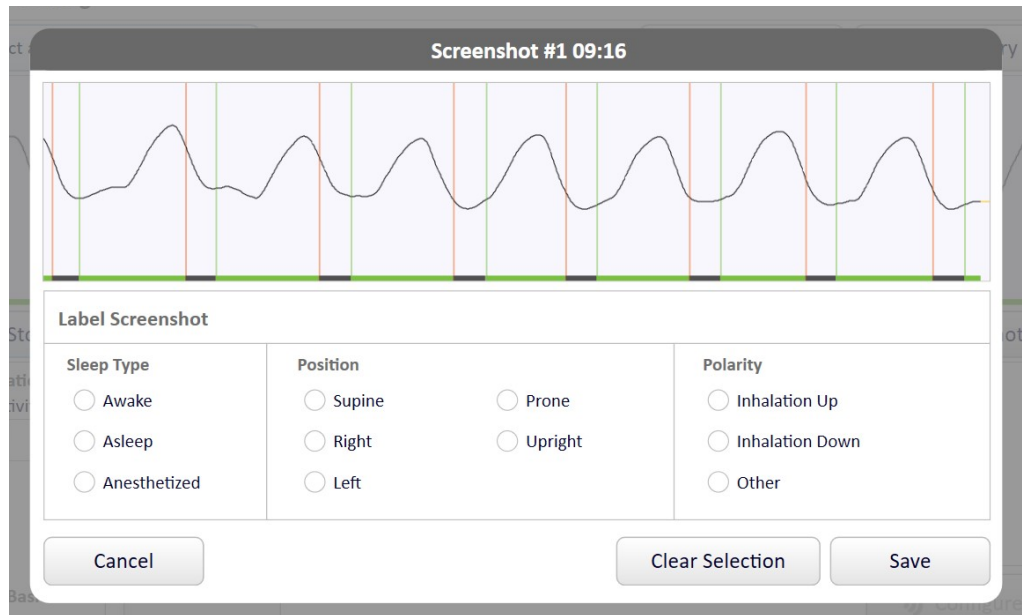 Screenshot #1 09:16
Label Screenshot
Sleep Type
Position
Polarity
Awake
Supine
Prone
Inhalation Up
Asleep
Right
Upright
Inhalation Down
Anesthetized
Left
Other
Cancel
Clear Selection
Save
Configure